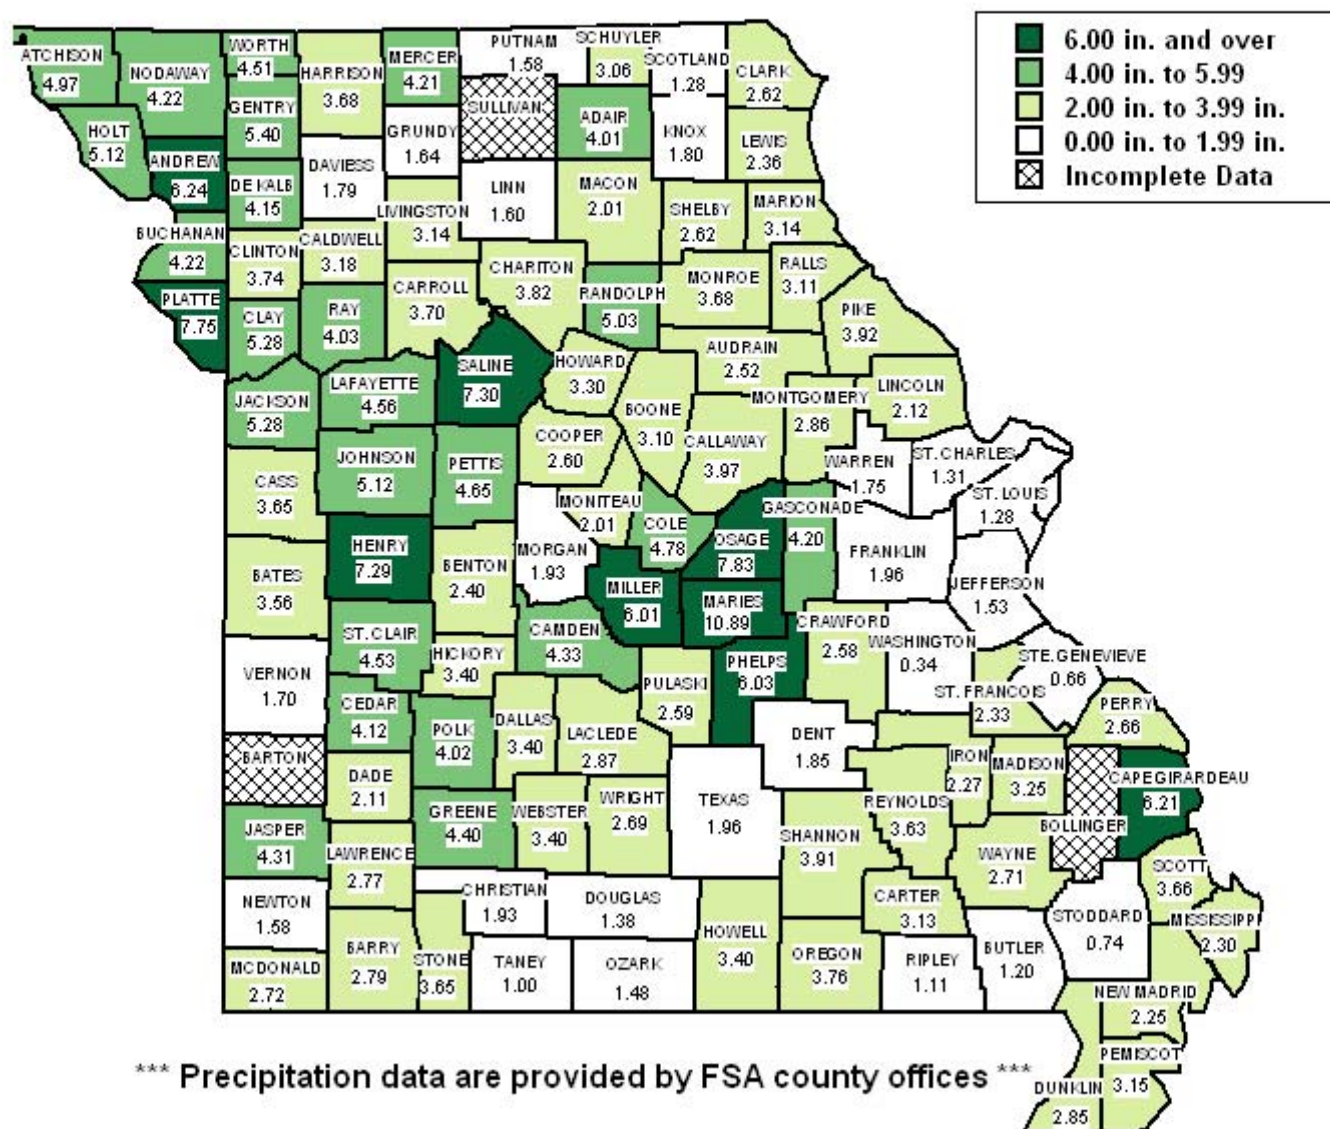 6.00 in. and over
4.00 in. to 5.99
2.00 in. to 3.99 in.
0.00 in. to 1.99 in.
Incomplete Data
ATCHISON
4.97
NODAWAY
4.22
WORTH
4.51
HARRISON
3.68
MERCER
4.21
PUTNAM
1.58
SCHUYLER
3.06
SCOTLAND
1.28
CLARK
2.62
HOLT
5.12
ANDREW
6.24
GENTRY
5.40
DE KALB
4.15
DAVIESS
1.79
GRUNDY
1.64
SULLIVAN
ADAIR
4.01
KNOX
1.80
LEWIS
2.36
LINN
1.60
MACON
2.01
SHELBY
2.62
MARION
3.14
BUCHANAN
4.22
CLINTON
3.74
CALDWELL
3.18
LIVINGSTON
3.14
CHARITON
3.82
RANDOLPH
5.03
MONROE
3.68
RALLS
3.11
PIKE
3.92
PLATTE
7.75
CLAY
5.28
RAY
4.03
CARROLL
3.70
SALINE
7.30
HOWARD
3.30
AUDRAIN
2.52
MONTGOMERY
2.86
LINCOLN
2.12
JACKSON
5.28
LAFAYETTE
4.56
BOONE
3.10
CALLAWAY
3.97
WARREN
1.75
ST. CHARLES
1.31
ST. LOUIS
1.28
CASS
3.65
JOHNSON
5.12
PETTIS
4.65
COOPER
2.60
MONITEAU
2.01
COLE
4.78
OSAGE
7.83
GASCONADE
4.20
FRANKLIN
1.96
JEFFERSON
1.53
BATES
3.56
HENRY
7.29
BENTON
2.40
MORGAN
1.93
MILLER
6.01
MARIES
10.89
CRAWFORD
2.58
WASHINGTON
0.34
STE. GENEVIEVE
0.66
ST. FRANCOIS
2.33
PERRY
2.66
VERNON
1.70
ST. CLAIR
4.53
HICKORY
3.40
CAMDEN
4.33
PULASKI
2.59
PHELPS
6.03
DENT
1.85
IRON
2.27
MADISON
3.25
BOLLINGER
CAPE GIRARDEAU
6.21
BARTON
CEDAR
4.12
POLK
4.02
DALLAS
3.40
LACLEDE
2.87
TEXAS
1.96
REYNOLDS
3.63
DADE
2.11
GREENE
4.40
WEBSTER
3.40
WRIGHT
2.69
SHANNON
3.91
WAYNE
2.71
SCOTT
3.66
JASPER
4.31
LAWRENCE
2.77
CHRISTIAN
1.93
DOUGLAS
1.38
HOWELL
3.40
CARTER
3.13
STODDARD
0.74
MISSISSIPPI
2.30
NEWTON
1.58
BARRY
2.79
STONE
3.65
TANEY
1.00
OZARK
1.48
OREGON
3.76
RIPLEY
1.11
BUTLER
1.20
NEW MADRID
2.25
MCDONALD
2.72
PEMISCOT
3.15
DUNKLIN
2.85
*** Precipitation data are provided by FSA county offices ***